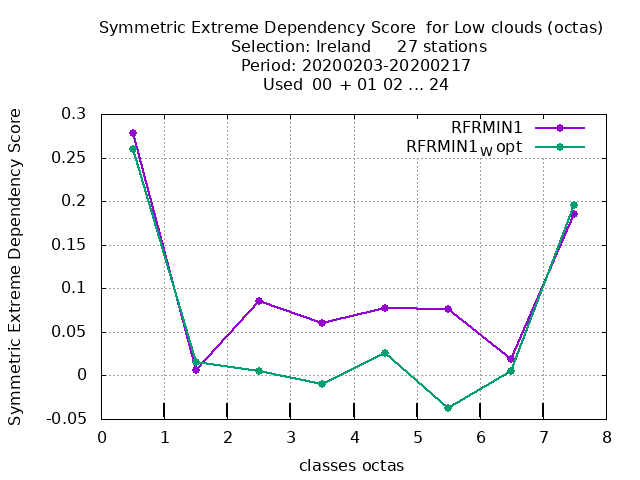 Symmetric Extreme Dependency Score for Low clouds (octas)
Selection: Ireland 27 stations
Period: 20200203-20200217
Used 00 + 01 02 ... 24
Symmetric Extreme Dependency Score
0.3
0.25
0.2
0.15
0.1
0.05
0
-0.05
RFRMIN1
RFRMIN1W opt
0 1 2 3 4 5 6 7 8
classes octas